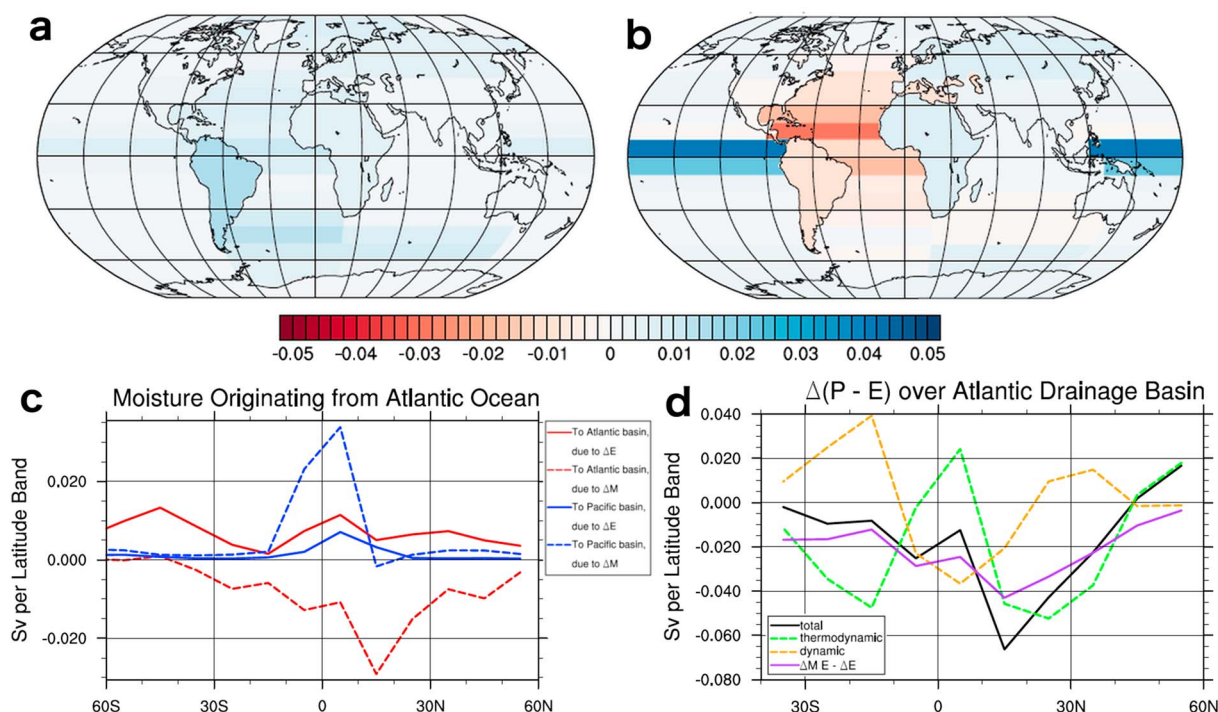 a
b
-0.05 -0.04 -0.03 -0.02 -0.01 0 0.01 0.02 0.03 0.04 0.05
c
Moisture Originating from Atlantic Ocean
Sv per Latitude Band
0.020
0.000
-0.020
60S 30S 0 30N 60N
To Atlantic basin,
due to ΔE
To Atlantic basin,
due to ΔM
To Pacific basin,
due to ΔE
To Pacific basin,
due to ΔM
d
Δ(P - E) over Atlantic Drainage Basin
Sv per Latitude Band
0.040
0.020
0.000
-0.020
-0.040
-0.060
-0.080
30S 0 30N 60N
total
thermodynamic
dynamic
ΔM E - ΔE